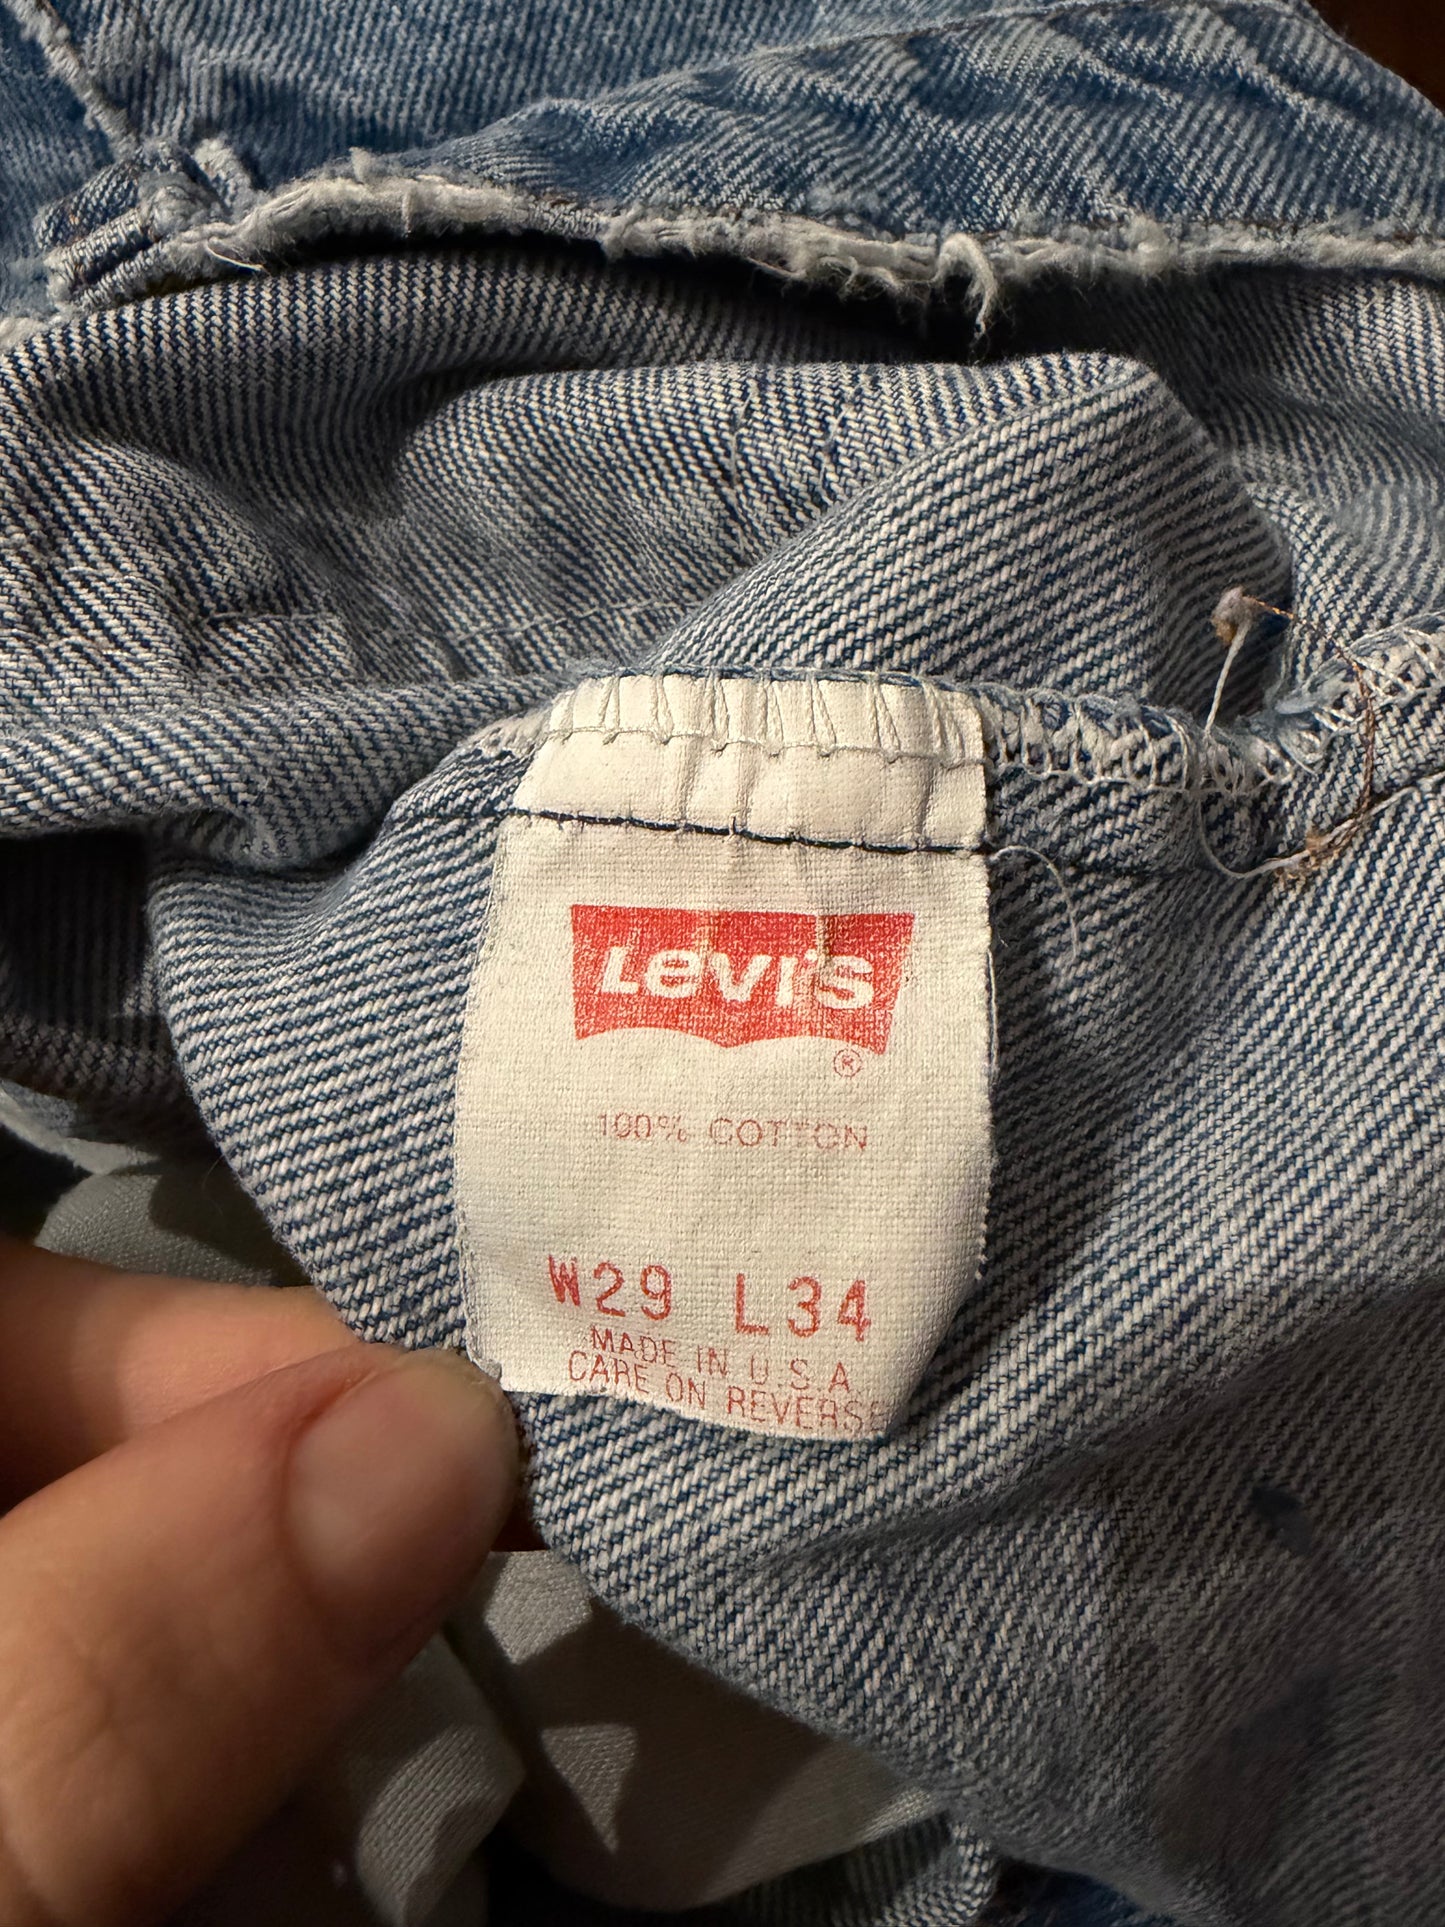 Levi's
®
100% COTTON
W29 L34
MADE IN U.S.A.
CARE ON REVERSE